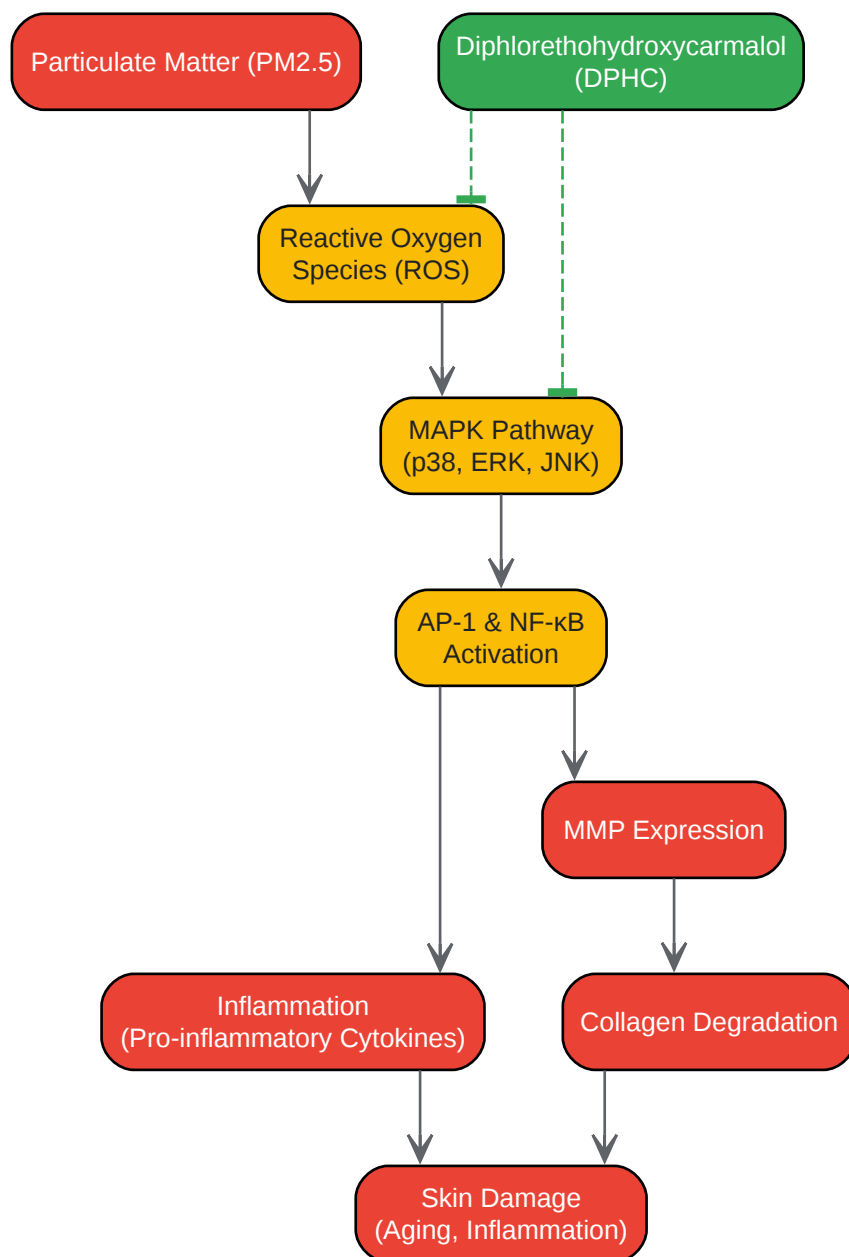 Particulate Matter (PM2.5)
Diphlorethohydroxycarmalol
(DPHC)
Reactive Oxygen
Species (ROS)
MAPK Pathway
(p38, ERK, JNK)
AP-1 & NF-κB
Activation
MMP Expression
Inflammation
(Pro-inflammatory Cytokines)
Collagen Degradation
Skin Damage
(Aging, Inflammation)